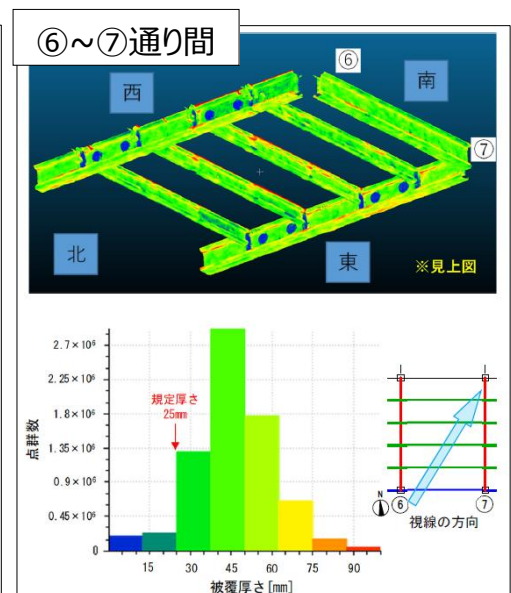 ⑥~⑦通り間
⑥
西
南
⑦
北
東
※見上図
2.7×10⁶
2.25×10⁶
1.8×10⁶
1.35×10⁶
0.9×10⁶
0.45×10⁶
0
点群数
規定厚さ
25mm
15 30 45 60 75 90
被覆厚さ[mm]
N
⑥ ⑦
視線の方向